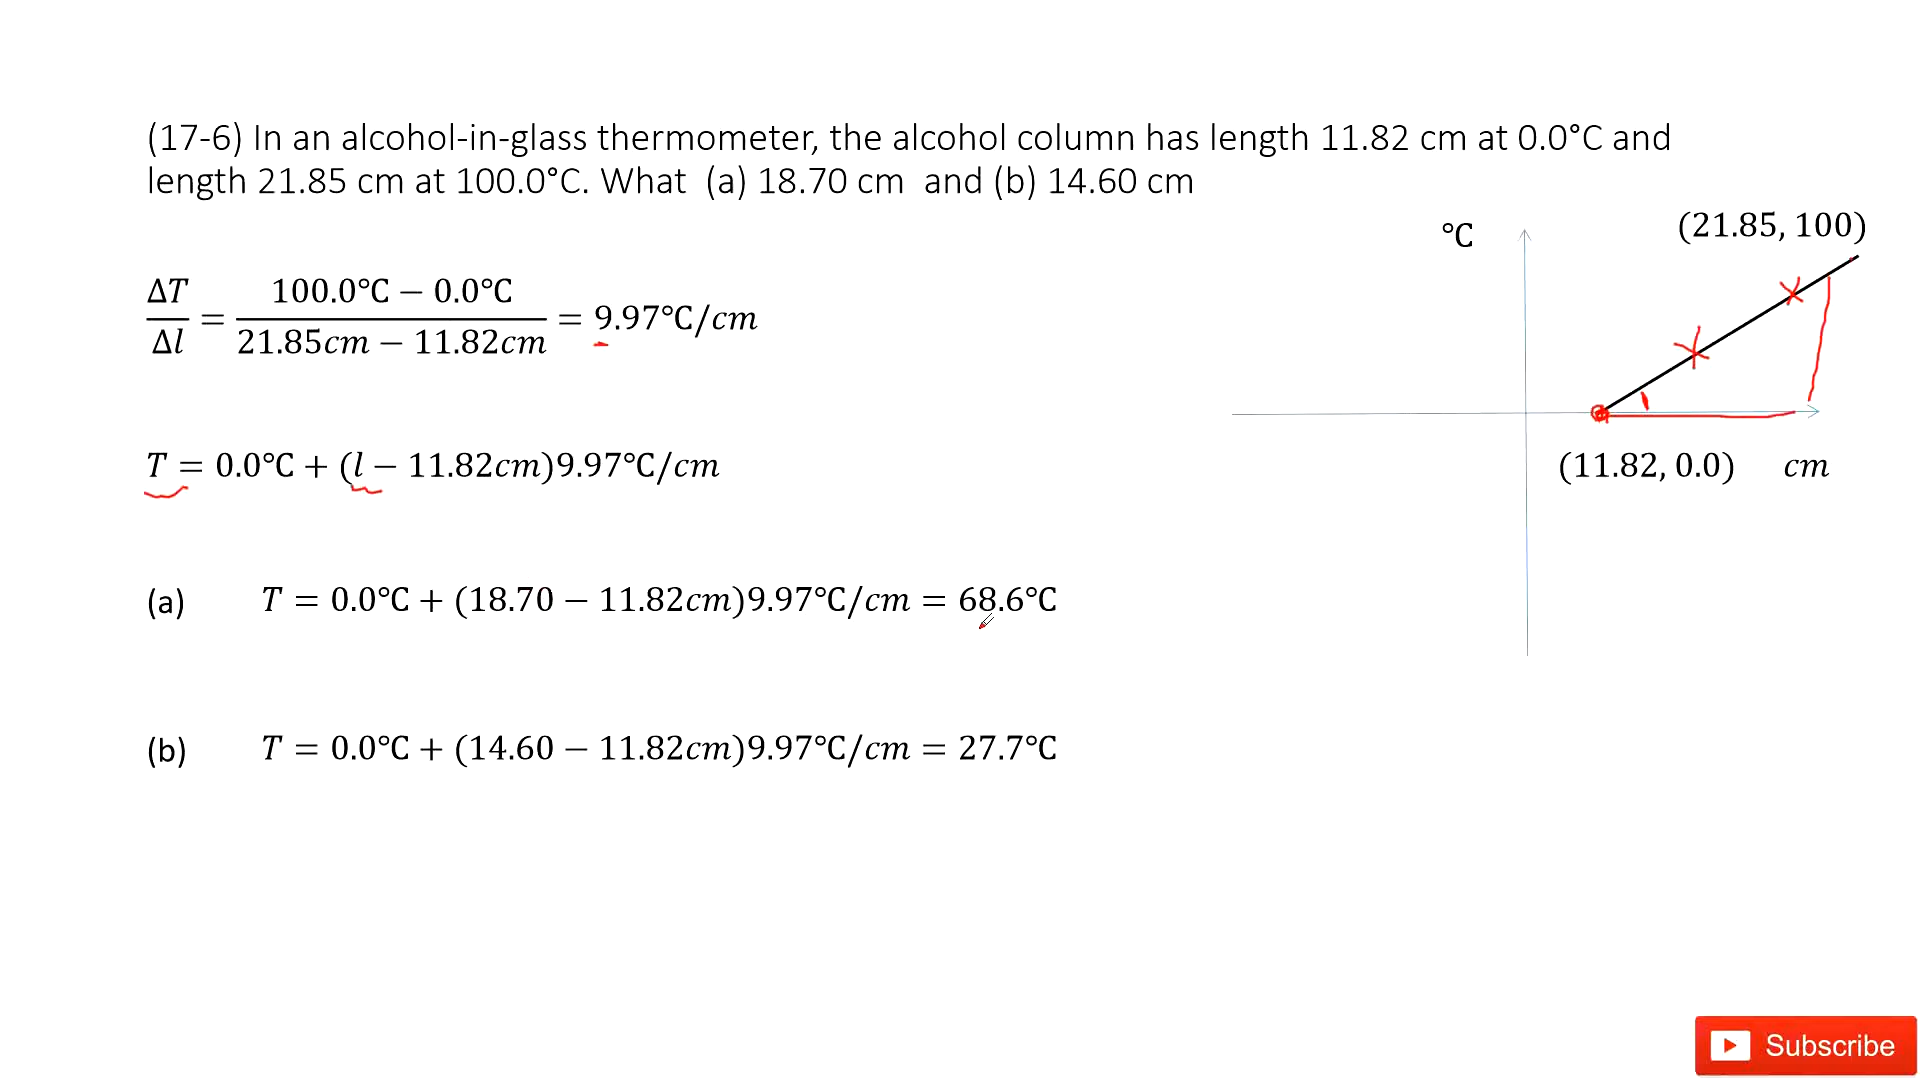 (17-6) In an alcohol-in-glass thermometer, the alcohol column has length 11.82 cm at 0.0°C and
length 21.85 cm at 100.0°C. What (a) 18.70 cm and (b) 14.60 cm
℃
(21.85, 100)
ΔT/Δl = (100.0℃ − 0.0℃)/(21.85cm − 11.82cm) = 9.97℃/cm
T = 0.0℃ + (l − 11.82cm)9.97℃/cm
(11.82, 0.0) cm
(a) T = 0.0℃ + (18.70 − 11.82cm)9.97℃/cm = 68.6℃
(b) T = 0.0℃ + (14.60 − 11.82cm)9.97℃/cm = 27.7℃
Subscribe